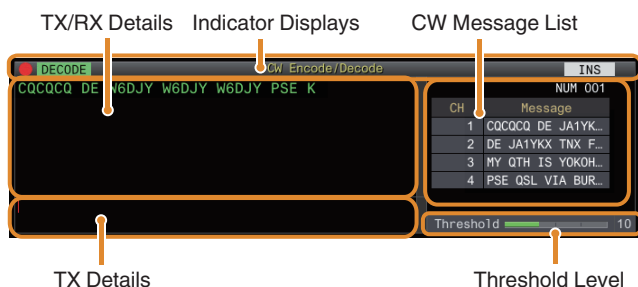 TX/RX Details
Indicator Displays
CW Message List
DECODE
CW Encode/Decode
INS
CQCQCQ DE W6DJY W6DJY W6DJY PSE K
NUM 001
CH Message
1 CQCQCQ DE JA1YK…
2 DE JA1YKX TNX F…
3 MY QTH IS YOKOH…
4 PSE QSL VIA BUR…
Threshold 10
TX Details
Threshold Level